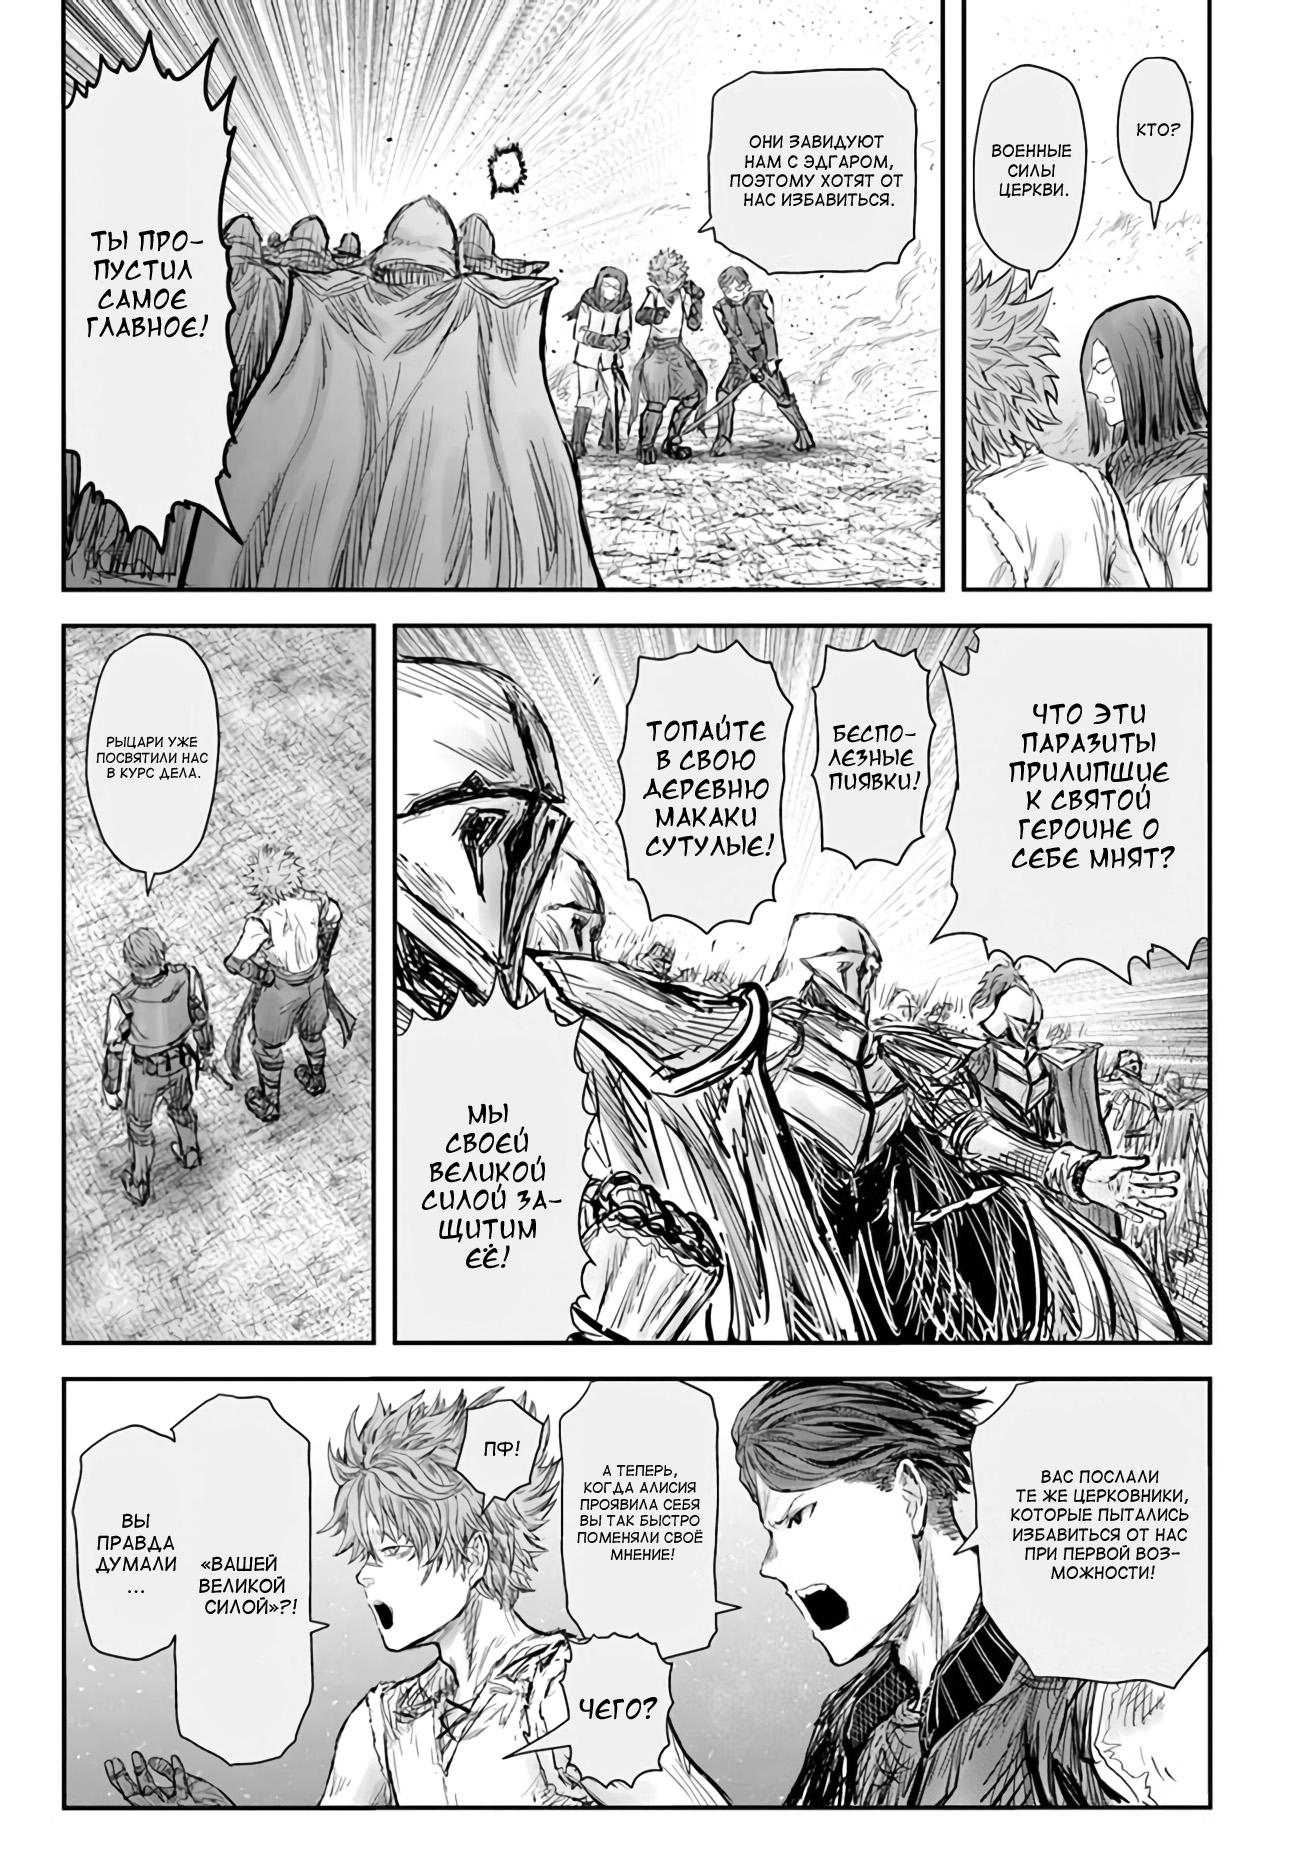 КТО?
ВОЕННЫЕ
СИЛЫ
ЦЕРКВИ.
ОНИ ЗАВИДУЮТ
НАМ С ЭДГАРОМ,
ПОЭТОМУ ХОТЯТ ОТ
НАС ИЗБАВИТЬСЯ.
ТЫ ПРО-
ПУСТИЛ
САМОЕ
ГЛАВНОЕ!
ЧТО ЭТИ
ПАРАЗИТЫ
ПРИЛИПШИЕ
К СВЯТОЙ
ГЕРОИНЕ О
СЕБЕ МНЯТ?
БЕСПО-
ЛЕЗНЫЕ
ПИЯВКИ!
ТОПАЙТЕ
В СВОЮ
ДЕРЕВНЮ
МАКАКИ
СУТУЛЫЕ!
МЫ
СВОЕЙ
ВЕЛИКОЙ
СИЛОЙ ЗА-
ЩИТИМ
ЕЁ!
РЫЦАРИ УЖЕ
ПОСВЯТИЛИ НАС
В КУРС ДЕЛА.
ВАС ПОСЛАЛИ
ТЕ ЖЕ ЦЕРКОВНИКИ,
КОТОРЫЕ ПЫТАЛИСЬ
ИЗБАВИТЬСЯ ОТ НАС
ПРИ ПЕРВОЙ ВОЗ-
МОЖНОСТИ!
А ТЕПЕРЬ,
КОГДА АЛИСИЯ
ПРОЯВИЛА СЕБЯ
ВЫ ТАК БЫСТРО
ПОМЕНЯЛИ СВОЁ
МНЕНИЕ!
ЧЕГО?
ПФ!
«ВАШЕЙ
ВЕЛИКОЙ
СИЛОЙ»?!
ВЫ
ПРАВДА
ДУМАЛИ
...